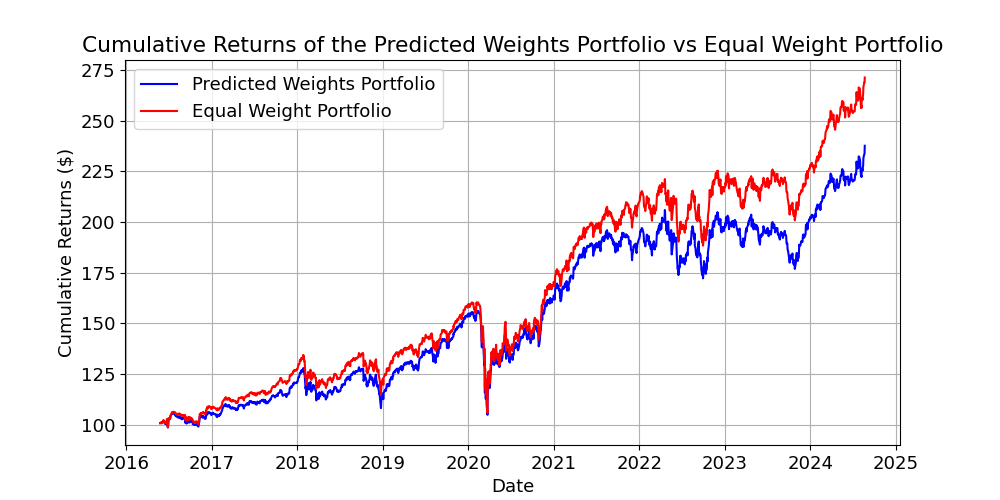 Cumulative Returns of the Predicted Weights Portfolio vs Equal Weight Portfolio
Predicted Weights Portfolio
Equal Weight Portfolio
Cumulative Returns ($)
275
250
225
200
175
150
125
100
2016 2017 2018 2019 2020 2021 2022 2023 2024 2025
Date